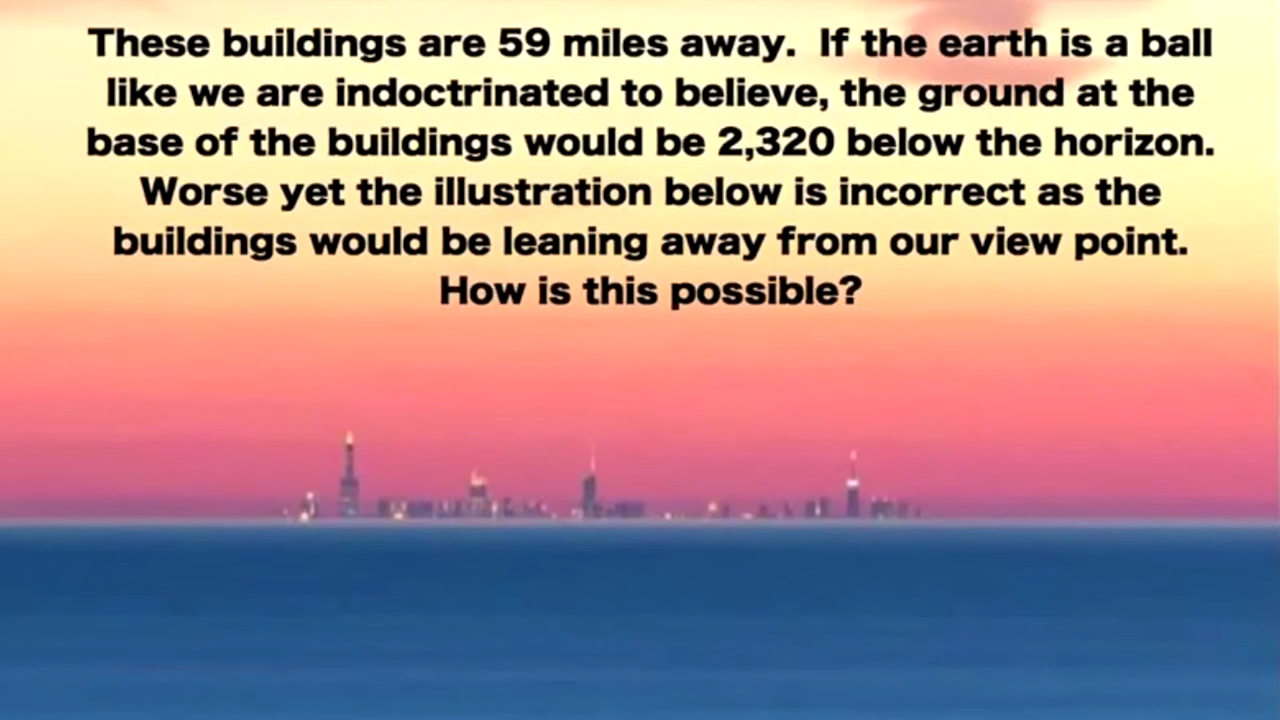 These buildings are 59 miles away.  If the earth is a ball
like we are indoctrinated to believe, the ground at the
base of the buildings would be 2,320 below the horizon.
Worse yet the illustration below is incorrect as the
buildings would be leaning away from our view point.
How is this possible?